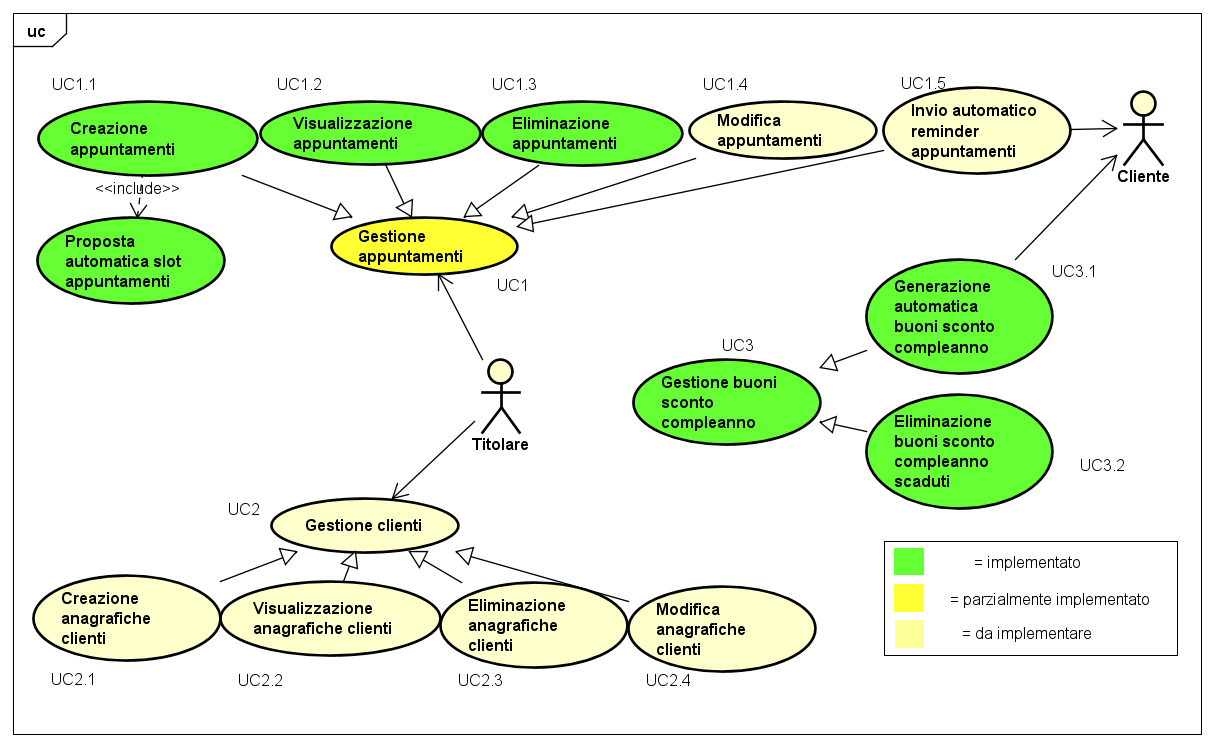 uc
UC1.1
UC1.2
UC1.3
UC1.4
UC1.5
Creazione
appuntamenti
Visualizzazione
appuntamenti
Eliminazione
appuntamenti
Modifica
appuntamenti
Invio automatico
reminder
appuntamenti
Cliente
<<include>>
Proposta
automatica slot
appuntamenti
Gestione
appuntamenti
UC1
UC3.1
Generazione
automatica
buoni sconto
compleanno
UC3
Gestione buoni
sconto
compleanno
Eliminazione
buoni sconto
compleanno
scaduti
UC3.2
Titolare
UC2
Gestione clienti
Creazione
anagrafiche
clienti
Visualizzazione
anagrafiche clienti
Eliminazione
anagrafiche
clienti
Modifica
anagrafiche
clienti
UC2.1
UC2.2
UC2.3
UC2.4
= implementato
= parzialmente implementato
= da implementare